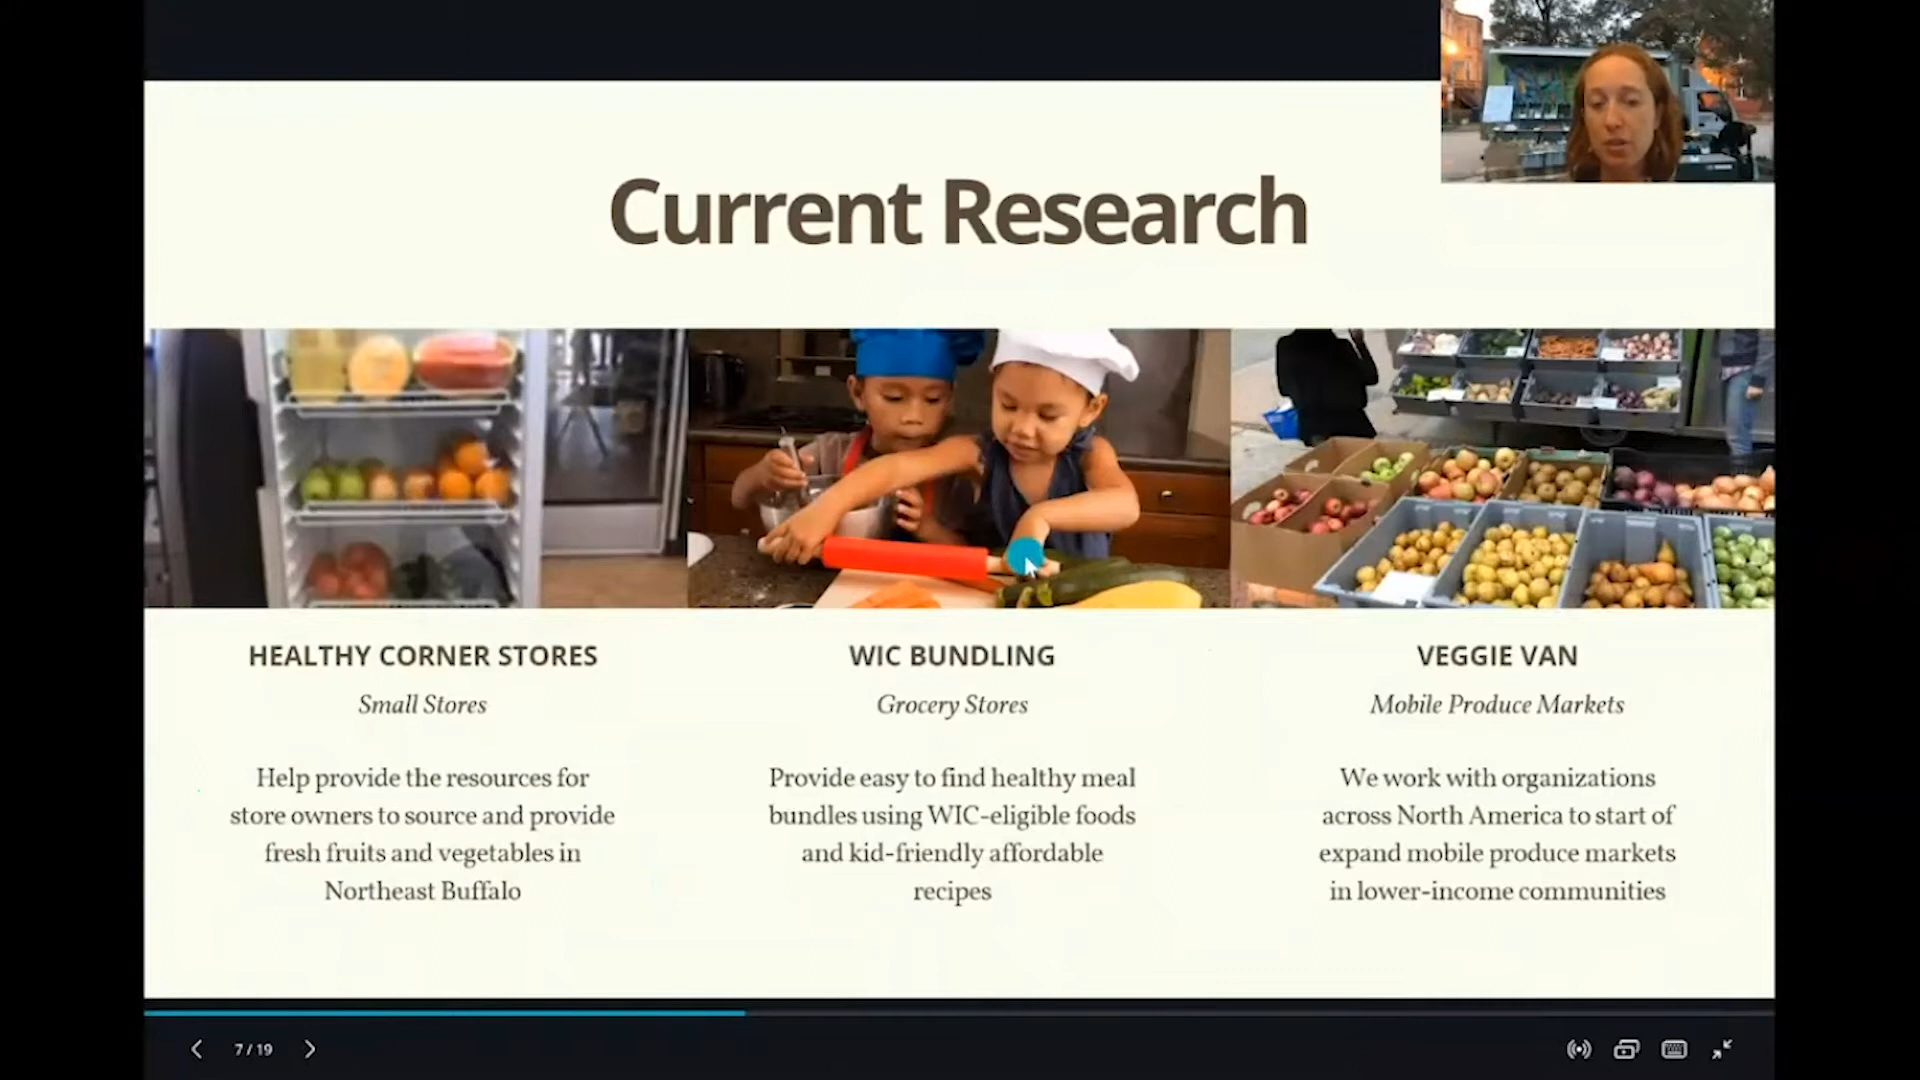 Current Research
HEALTHY CORNER STORES
Small Stores
Help provide the resources for
store owners to source and provide
fresh fruits and vegetables in
Northeast Buffalo
WIC BUNDLING
Grocery Stores
Provide easy to find healthy meal
bundles using WIC-eligible foods
and kid-friendly affordable
recipes
VEGGIE VAN
Mobile Produce Markets
We work with organizations
across North America to start of
expand mobile produce markets
in lower-income communities
7 / 19